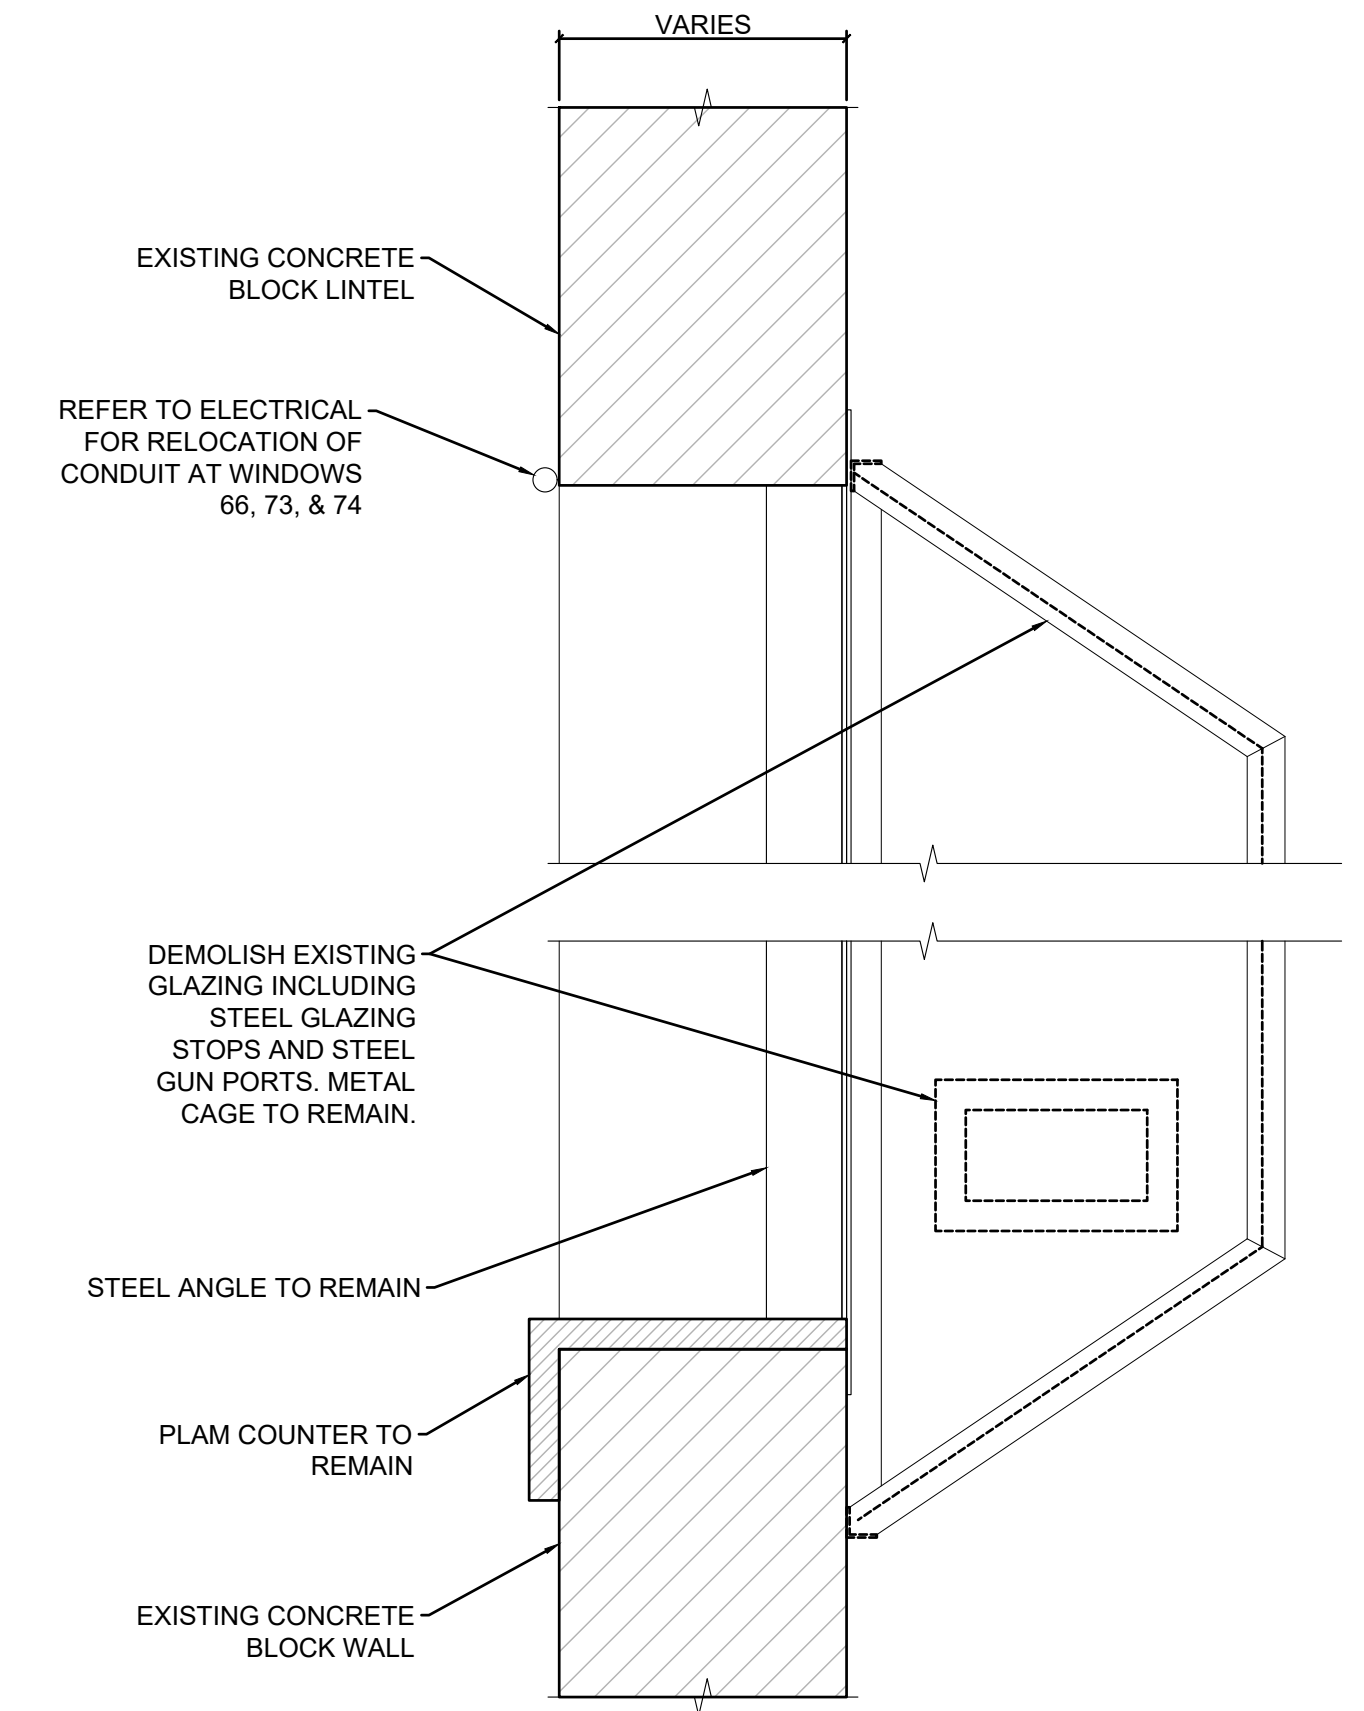 VARIES
EXISTING CONCRETE
BLOCK LINTEL
REFER TO ELECTRICAL
FOR RELOCATION OF
CONDUIT AT WINDOWS
66, 73, & 74
DEMOLISH EXISTING
GLAZING INCLUDING
STEEL GLAZING
STOPS AND STEEL
GUN PORTS. METAL
CAGE TO REMAIN.
STEEL ANGLE TO REMAIN
PLAM COUNTER TO
REMAIN
EXISTING CONCRETE
BLOCK WALL